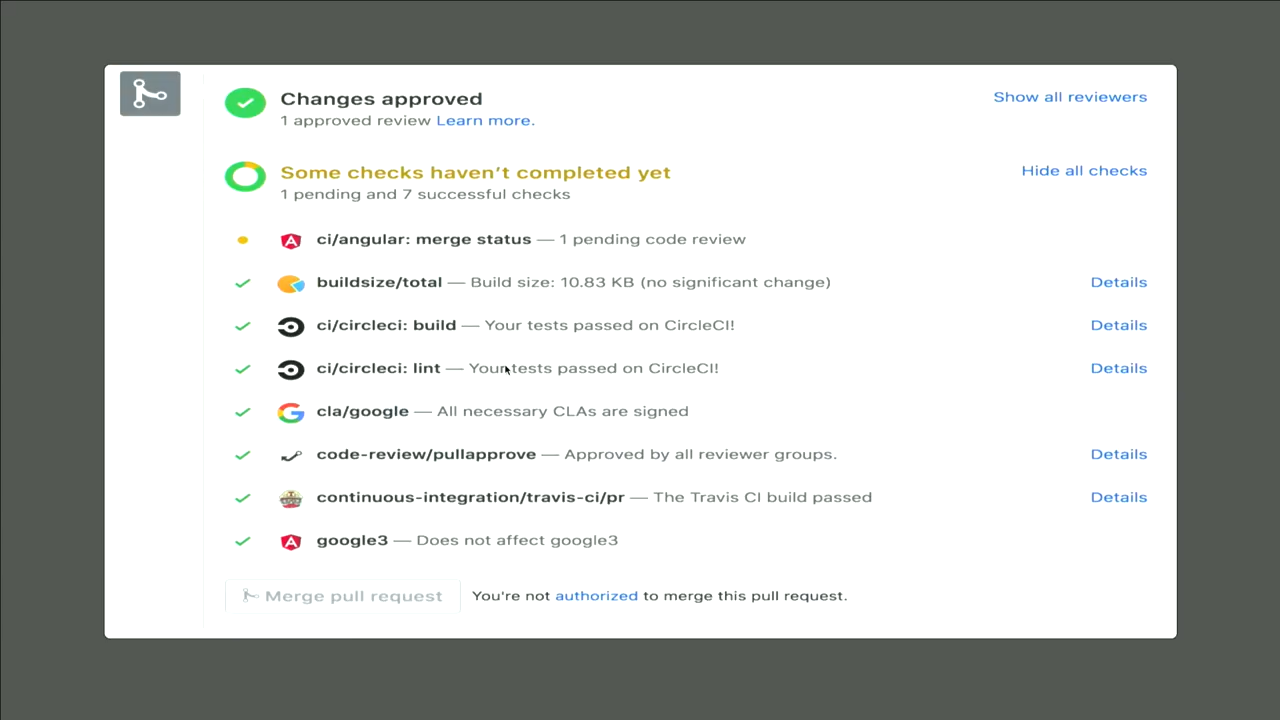 Changes approved
Show all reviewers
1 approved review Learn more.
Some checks haven't completed yet
Hide all checks
1 pending and 7 successful checks
ci/angular: merge status — 1 pending code review
buildsize/total — Build size: 10.83 KB (no significant change) Details
ci/circleci: build — Your tests passed on CircleCI! Details
ci/circleci: lint — Your tests passed on CircleCI! Details
cla/google — All necessary CLAs are signed
code-review/pullapprove — Approved by all reviewer groups. Details
continuous-integration/travis-ci/pr — The Travis CI build passed Details
google3 — Does not affect google3
Merge pull request You're not authorized to merge this pull request.